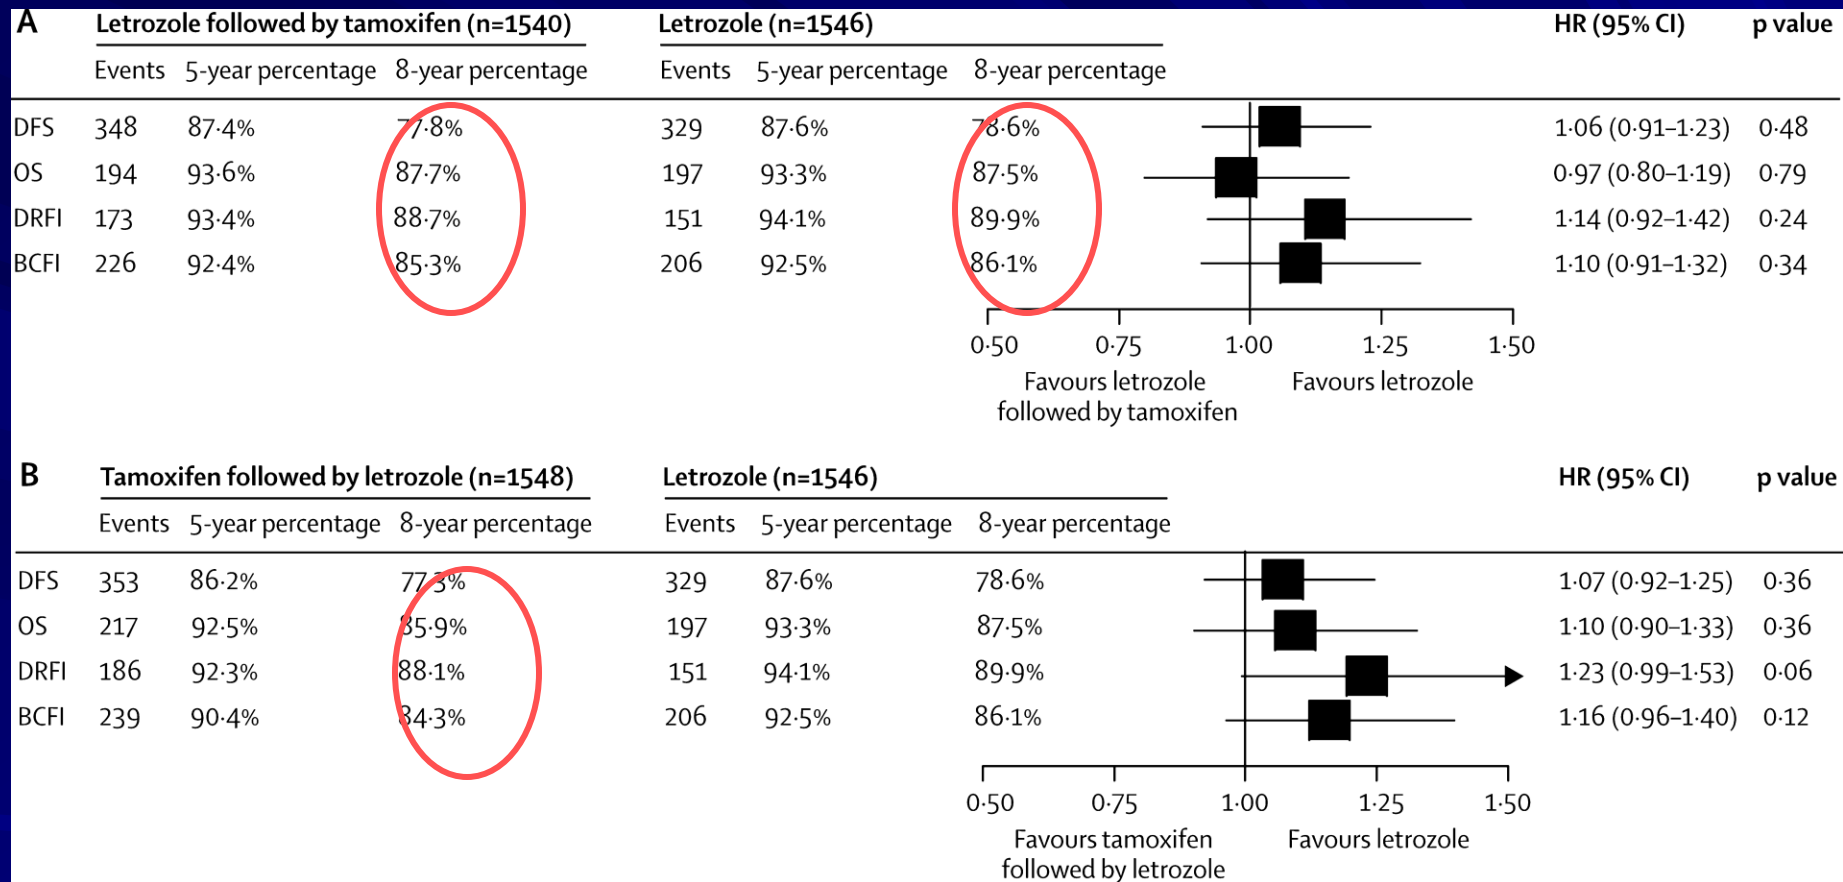 A Letrozole followed by tamoxifen (n=1540) Letrozole (n=1546) HR (95% CI) p value
Events 5-year percentage 8-year percentage Events 5-year percentage 8-year percentage
DFS 348 87·4% 77·8% 329 87·6% 78·6% 1·06 (0·91–1·23) 0·48
OS 194 93·6% 87·7% 197 93·3% 87·5% 0·97 (0·80–1·19) 0·79
DRFI 173 93·4% 88·7% 151 94·1% 89·9% 1·14 (0·92–1·42) 0·24
BCFI 226 92·4% 85·3% 206 92·5% 86·1% 1·10 (0·91–1·32) 0·34
0·50 0·75 1·00 1·25 1·50
Favours letrozole Favours letrozole
followed by tamoxifen
B Tamoxifen followed by letrozole (n=1548) Letrozole (n=1546) HR (95% CI) p value
Events 5-year percentage 8-year percentage Events 5-year percentage 8-year percentage
DFS 353 86·2% 77·3% 329 87·6% 78·6% 1·07 (0·92–1·25) 0·36
OS 217 92·5% 85·9% 197 93·3% 87·5% 1·10 (0·90–1·33) 0·36
DRFI 186 92·3% 88·1% 151 94·1% 89·9% 1·23 (0·99–1·53) 0·06
BCFI 239 90·4% 84·3% 206 92·5% 86·1% 1·16 (0·96–1·40) 0·12
0·50 0·75 1·00 1·25 1·50
Favours tamoxifen Favours letrozole
followed by letrozole